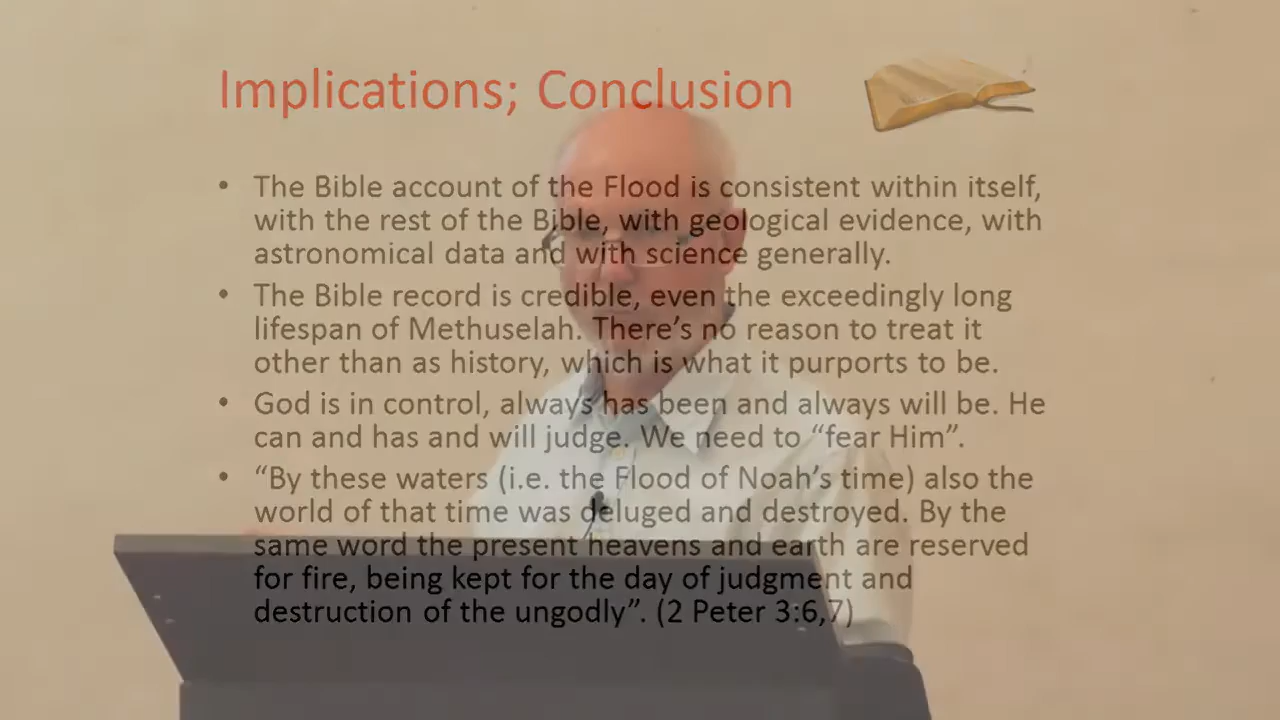 Implications; Conclusion
• The Bible account of the Flood is consistent within itself,
with the rest of the Bible, with geological evidence, with
astronomical data and with science generally.
• The Bible record is credible, even the exceedingly long
lifespan of Methuselah. There's no reason to treat it
other than as history, which is what it purports to be.
• God is in control, always has been and always will be. He
can and has and will judge. We need to “fear Him”.
• “By these waters (i.e. the Flood of Noah's time) also the
world of that time was deluged and destroyed. By the
same word the present heavens and earth are reserved
for fire, being kept for the day of judgment and
destruction of the ungodly”. (2 Peter 3:6,7)